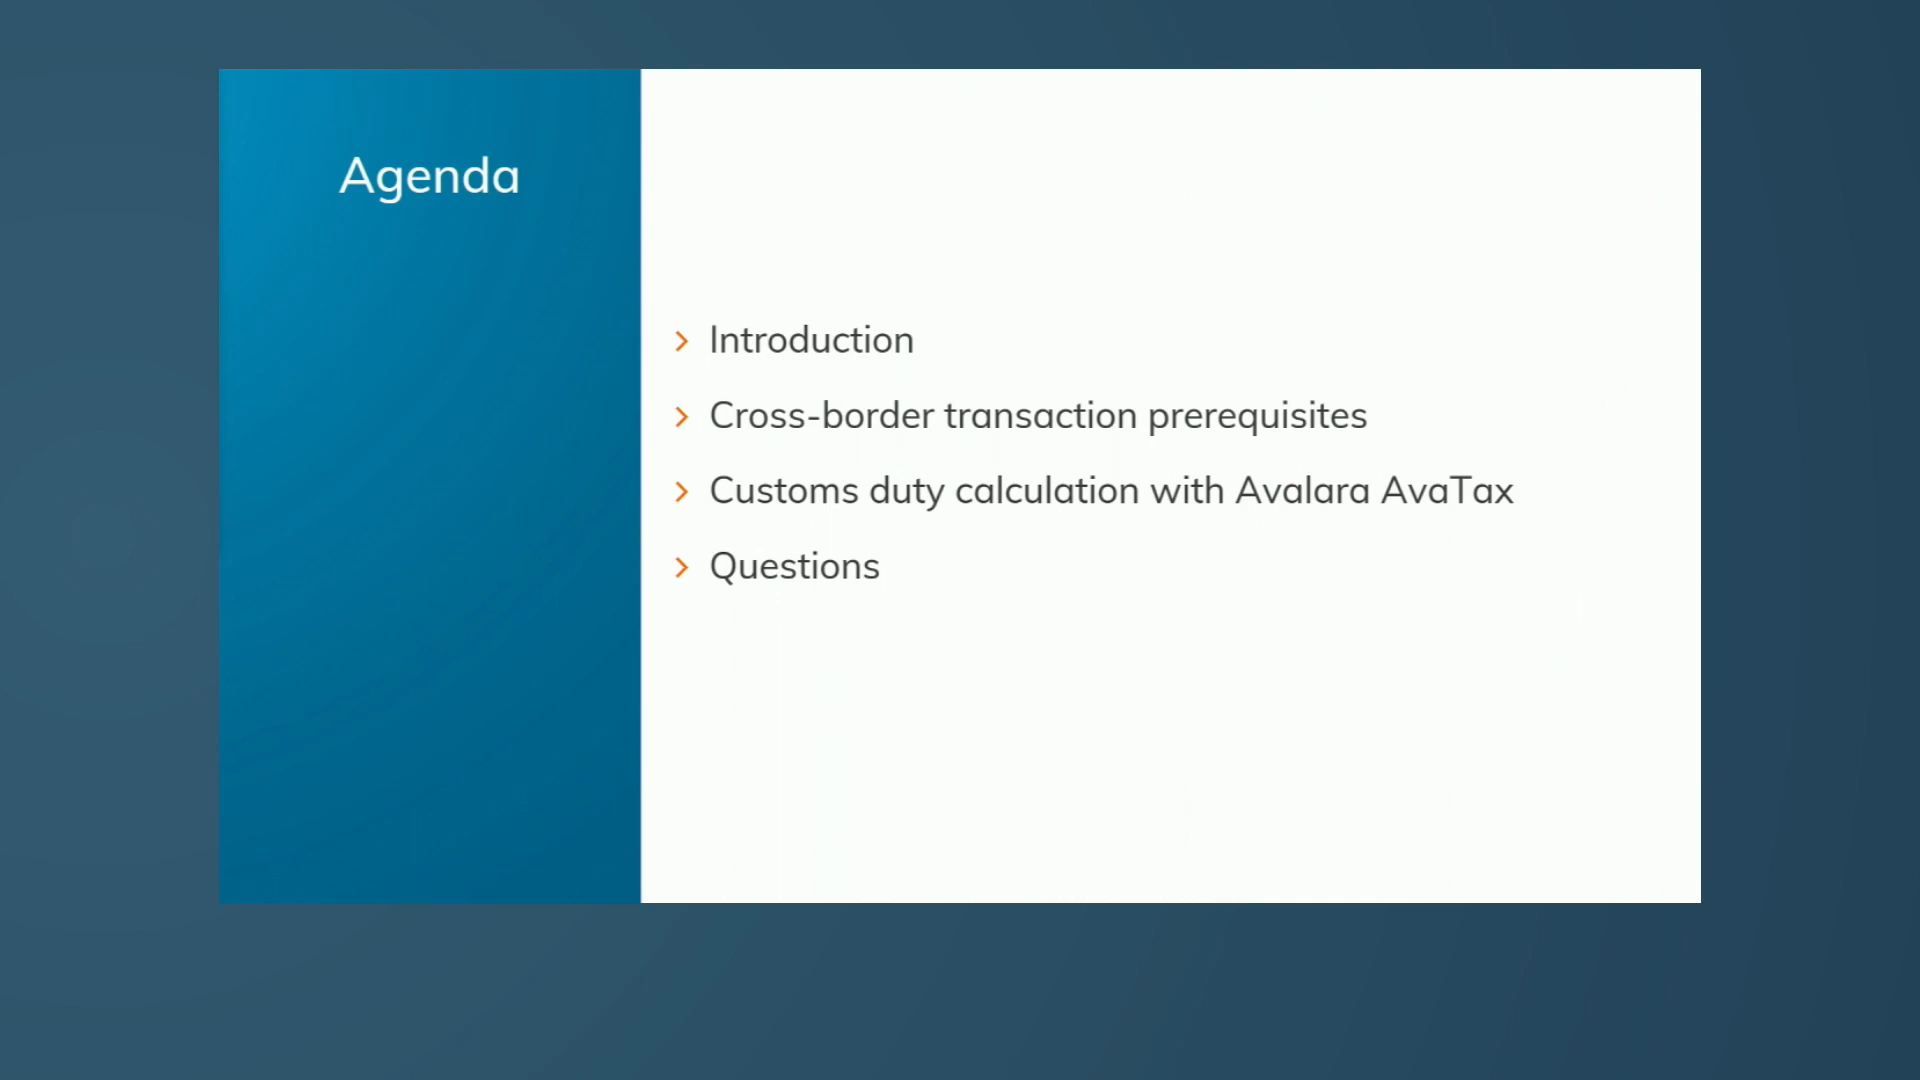 Agenda
Introduction
Cross-border transaction prerequisites
Customs duty calculation with Avalara AvaTax
Questions